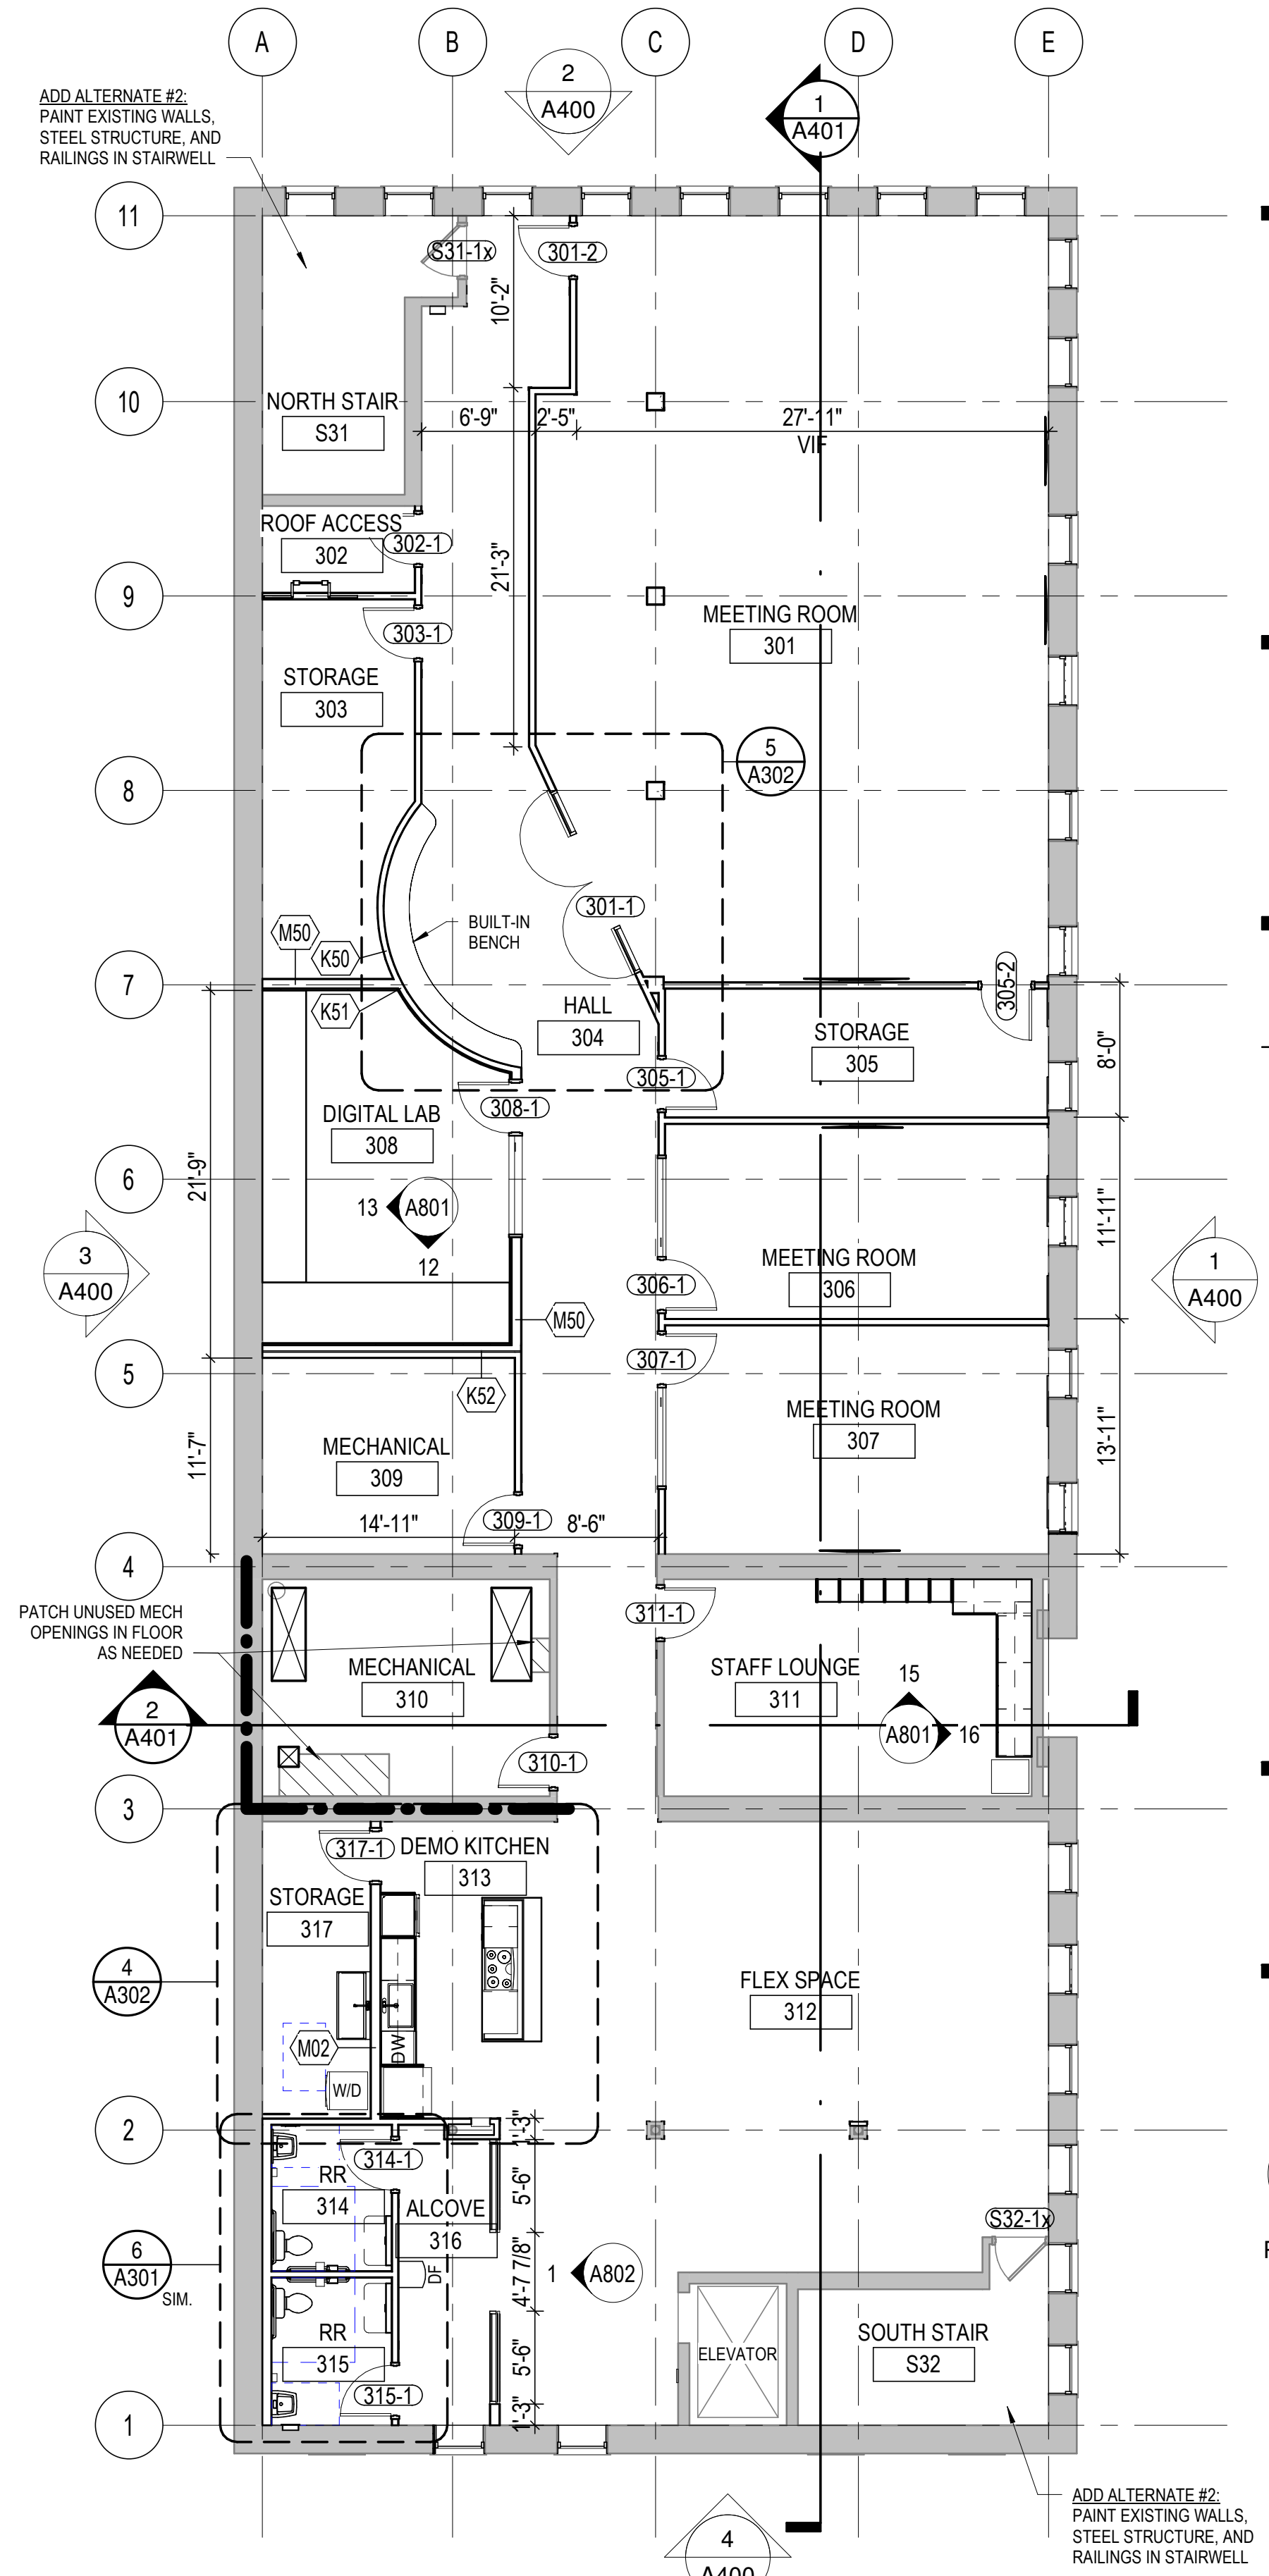 A
B
C
D
E
2
A400
1
A401
ADD ALTERNATE #2:
PAINT EXISTING WALLS,
STEEL STRUCTURE, AND
RAILINGS IN STAIRWELL
11
S31-1x
301-2
10'-2"
10
NORTH STAIR
S31
6'-9"
2'-5"
27'-11"
VIF
ROOF ACCESS
302
302-1
21'-3"
9
303-1
MEETING ROOM
301
STORAGE
303
5
A302
8
301-1
BUILT-IN
BENCH
M50
K50
7
K51
305-2
HALL
304
STORAGE
305
8'-0"
305-1
308-1
DIGITAL LAB
308
6
21'-9"
13
A801
12
3
A400
11'-11"
MEETING ROOM
306
306-1
1
A400
M50
307-1
5
K52
MEETING ROOM
307
13'-11"
11'-7"
MECHANICAL
309
309-1
14'-11"
8'-6"
4
PATCH UNUSED MECH
OPENINGS IN FLOOR
AS NEEDED
311-1
MECHANICAL
310
STAFF LOUNGE
311
15
A801
16
2
A401
310-1
3
317-1
DEMO KITCHEN
313
STORAGE
317
4
A302
FLEX SPACE
312
M02
DW
W/D
2
1'-3"
314-1
RR
314
5'-6"
ALCOVE
316
S32-1x
6
A301
SIM.
DF
4'-7 7/8"
1
A802
RR
315
ELEVATOR
SOUTH STAIR
S32
5'-6"
315-1
1'-3"
1
ADD ALTERNATE #2:
PAINT EXISTING WALLS,
STEEL STRUCTURE, AND
RAILINGS IN STAIRWELL
4
A400